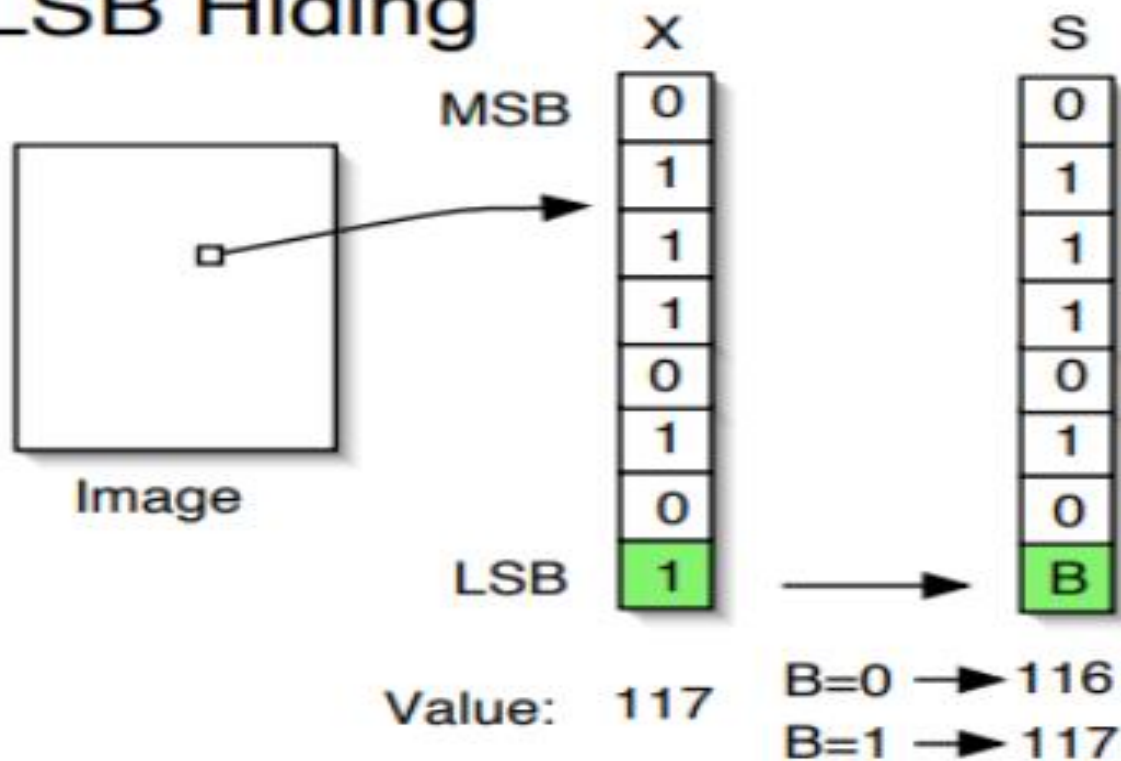 LSB Hiding
X S
MSB 0 0
1 1
1 1
1 1
0 0
1 1
0 0
Image
LSB 1 B
Value: 117
B=0 116
B=1 117